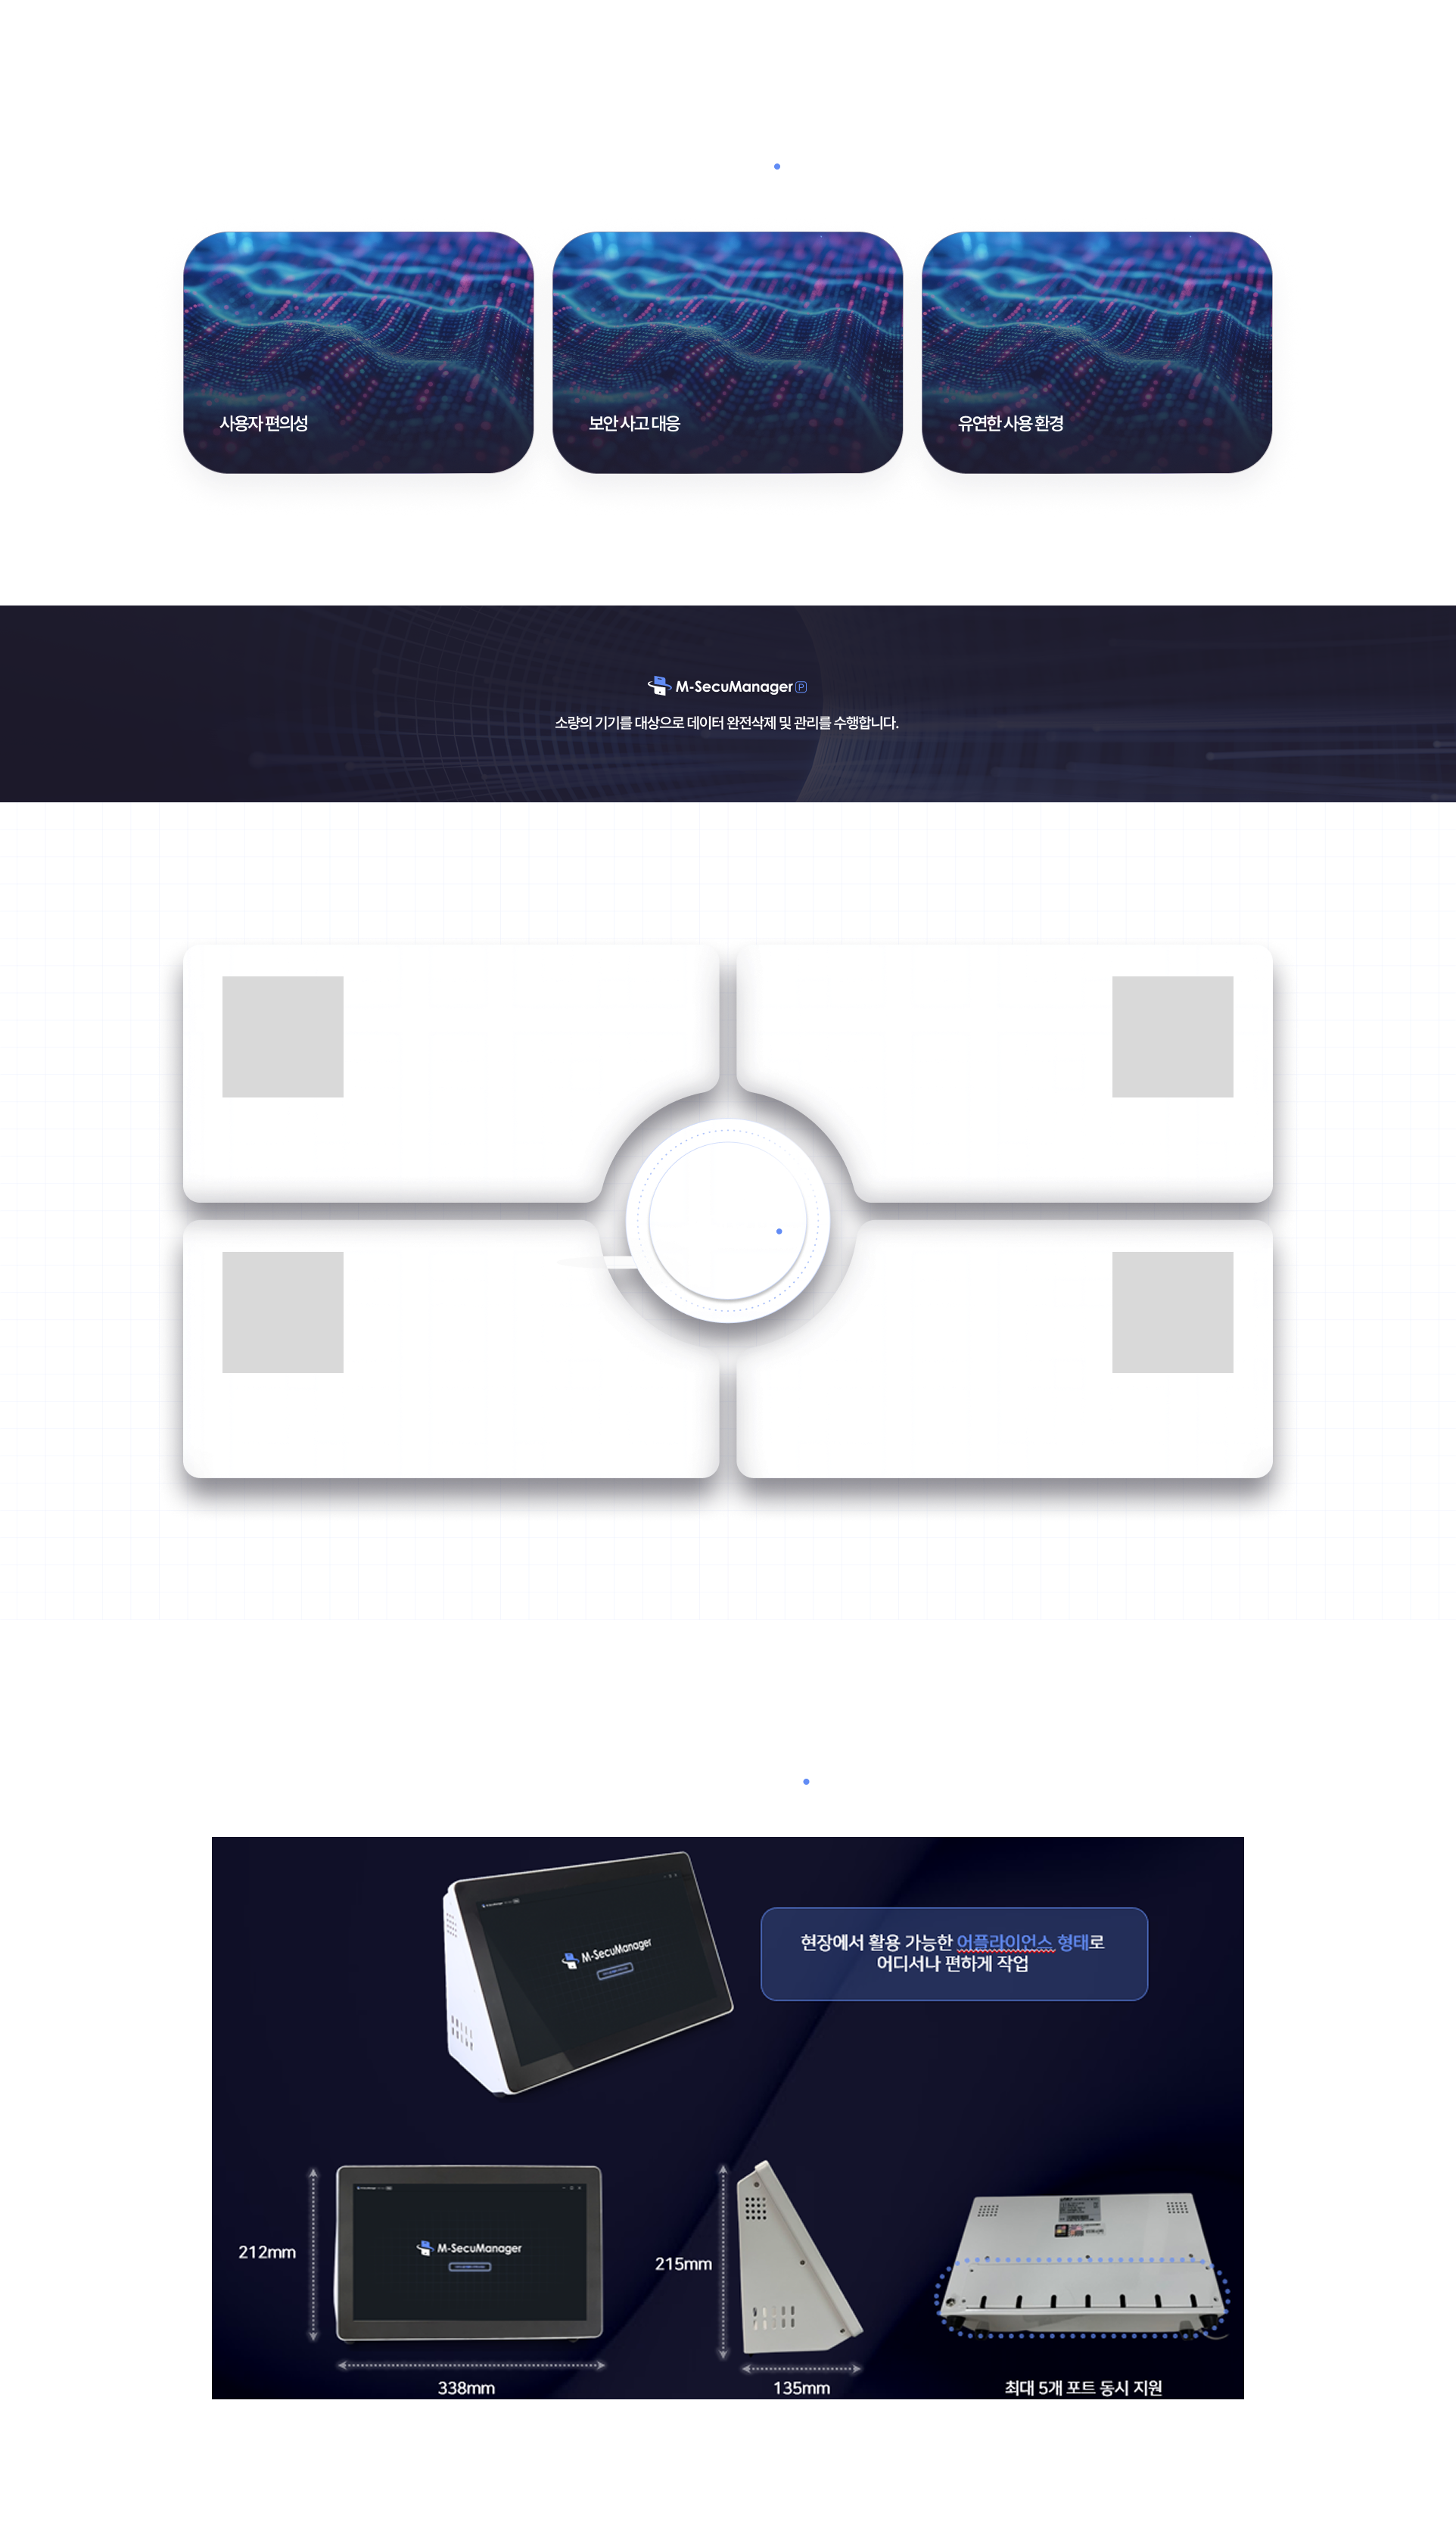 사용자 편의성
보안 사고 대응
유연한 사용 환경
M-SecuManager P
소량의 기기를 대상으로 데이터 완전삭제 및 관리를 수행합니다.
M-SecuManager
현장에서 활용 가능한 어플라이언스 형태로
어디서나 편하게 작업
212mm
M-SecuManager
338mm
215mm
135mm
최대 5개 포트 동시 지원